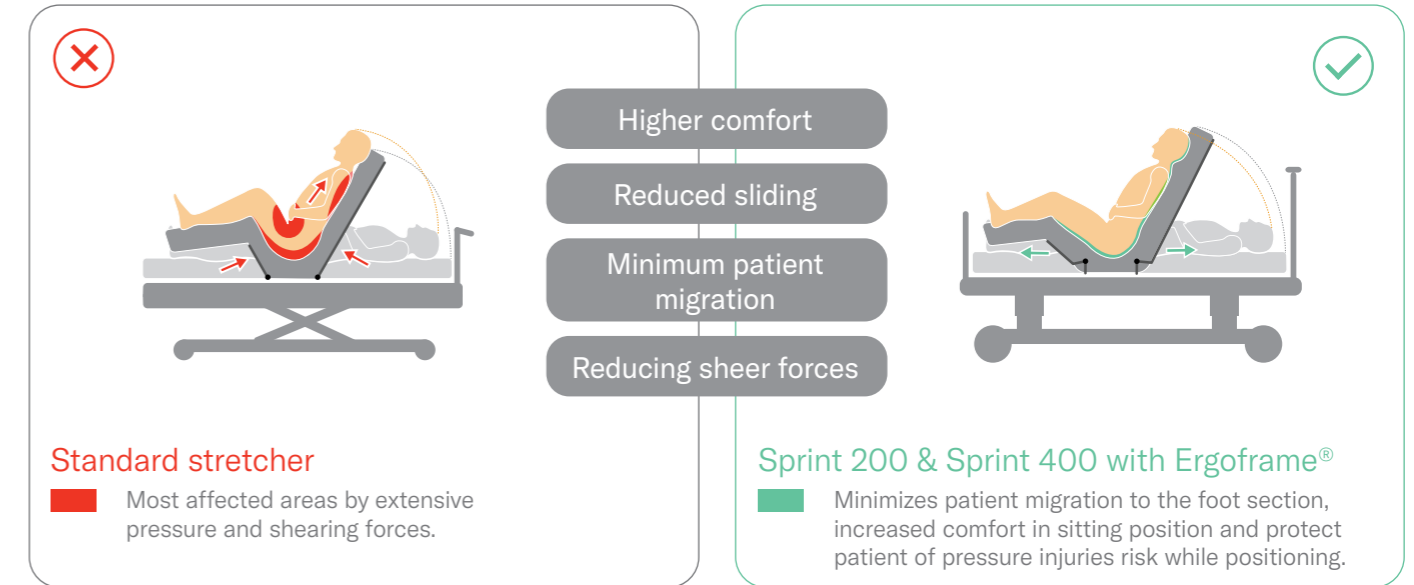 Higher comfort
Reduced sliding
Minimum patient
migration
Reducing sheer forces
Standard stretcher
Most affected areas by extensive
pressure and shearing forces.
Sprint 200 & Sprint 400 with Ergoframe®
Minimizes patient migration to the foot section,
increased comfort in sitting position and protect
patient of pressure injuries risk while positioning.